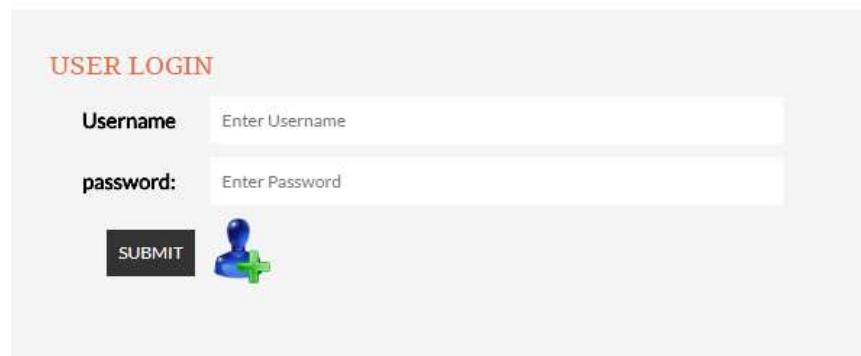 USER LOGIN
Username Enter Username
password: Enter Password
SUBMIT